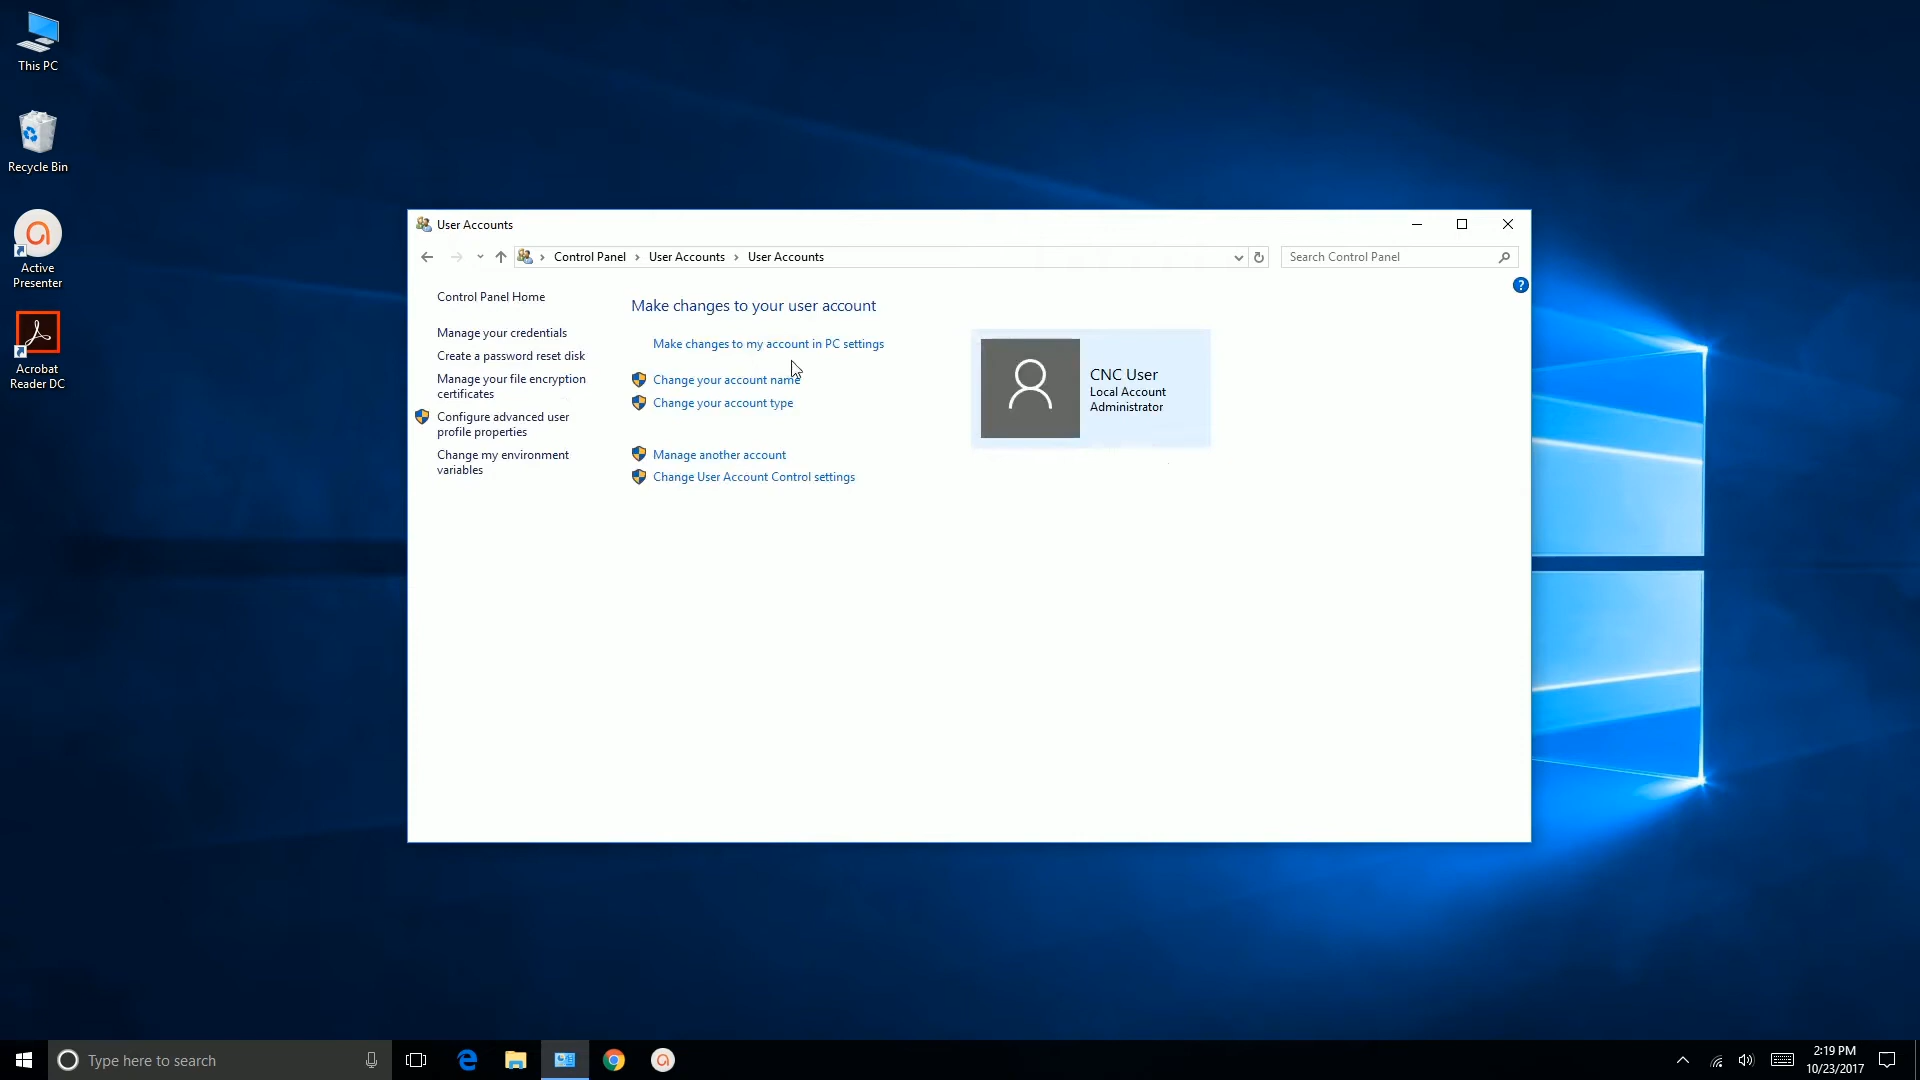 This PC
Recycle Bin
Active
Presenter
Acrobat
Reader DC
User Accounts
Control Panel > User Accounts > User Accounts
Search Control Panel
?
Control Panel Home
Manage your credentials
Create a password reset disk
Manage your file encryption
certificates
Configure advanced user
profile properties
Change my environment
variables
Make changes to your user account
Make changes to my account in PC settings
Change your account name
Change your account type
Manage another account
Change User Account Control settings
CNC User
Local Account
Administrator
Type here to search
2:19 PM
10/23/2017